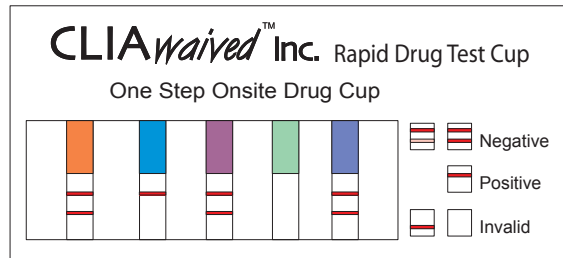 CLIAwaived™ Inc. Rapid Drug Test Cup
One Step Onsite Drug Cup
Negative
Positive
Invalid